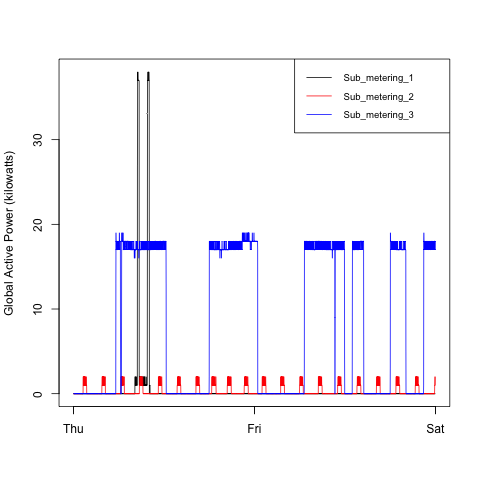 Sub_metering_1
Sub_metering_2
Sub_metering_3
Global Active Power (kilowatts)
30
20
10
0
Thu Fri Sat